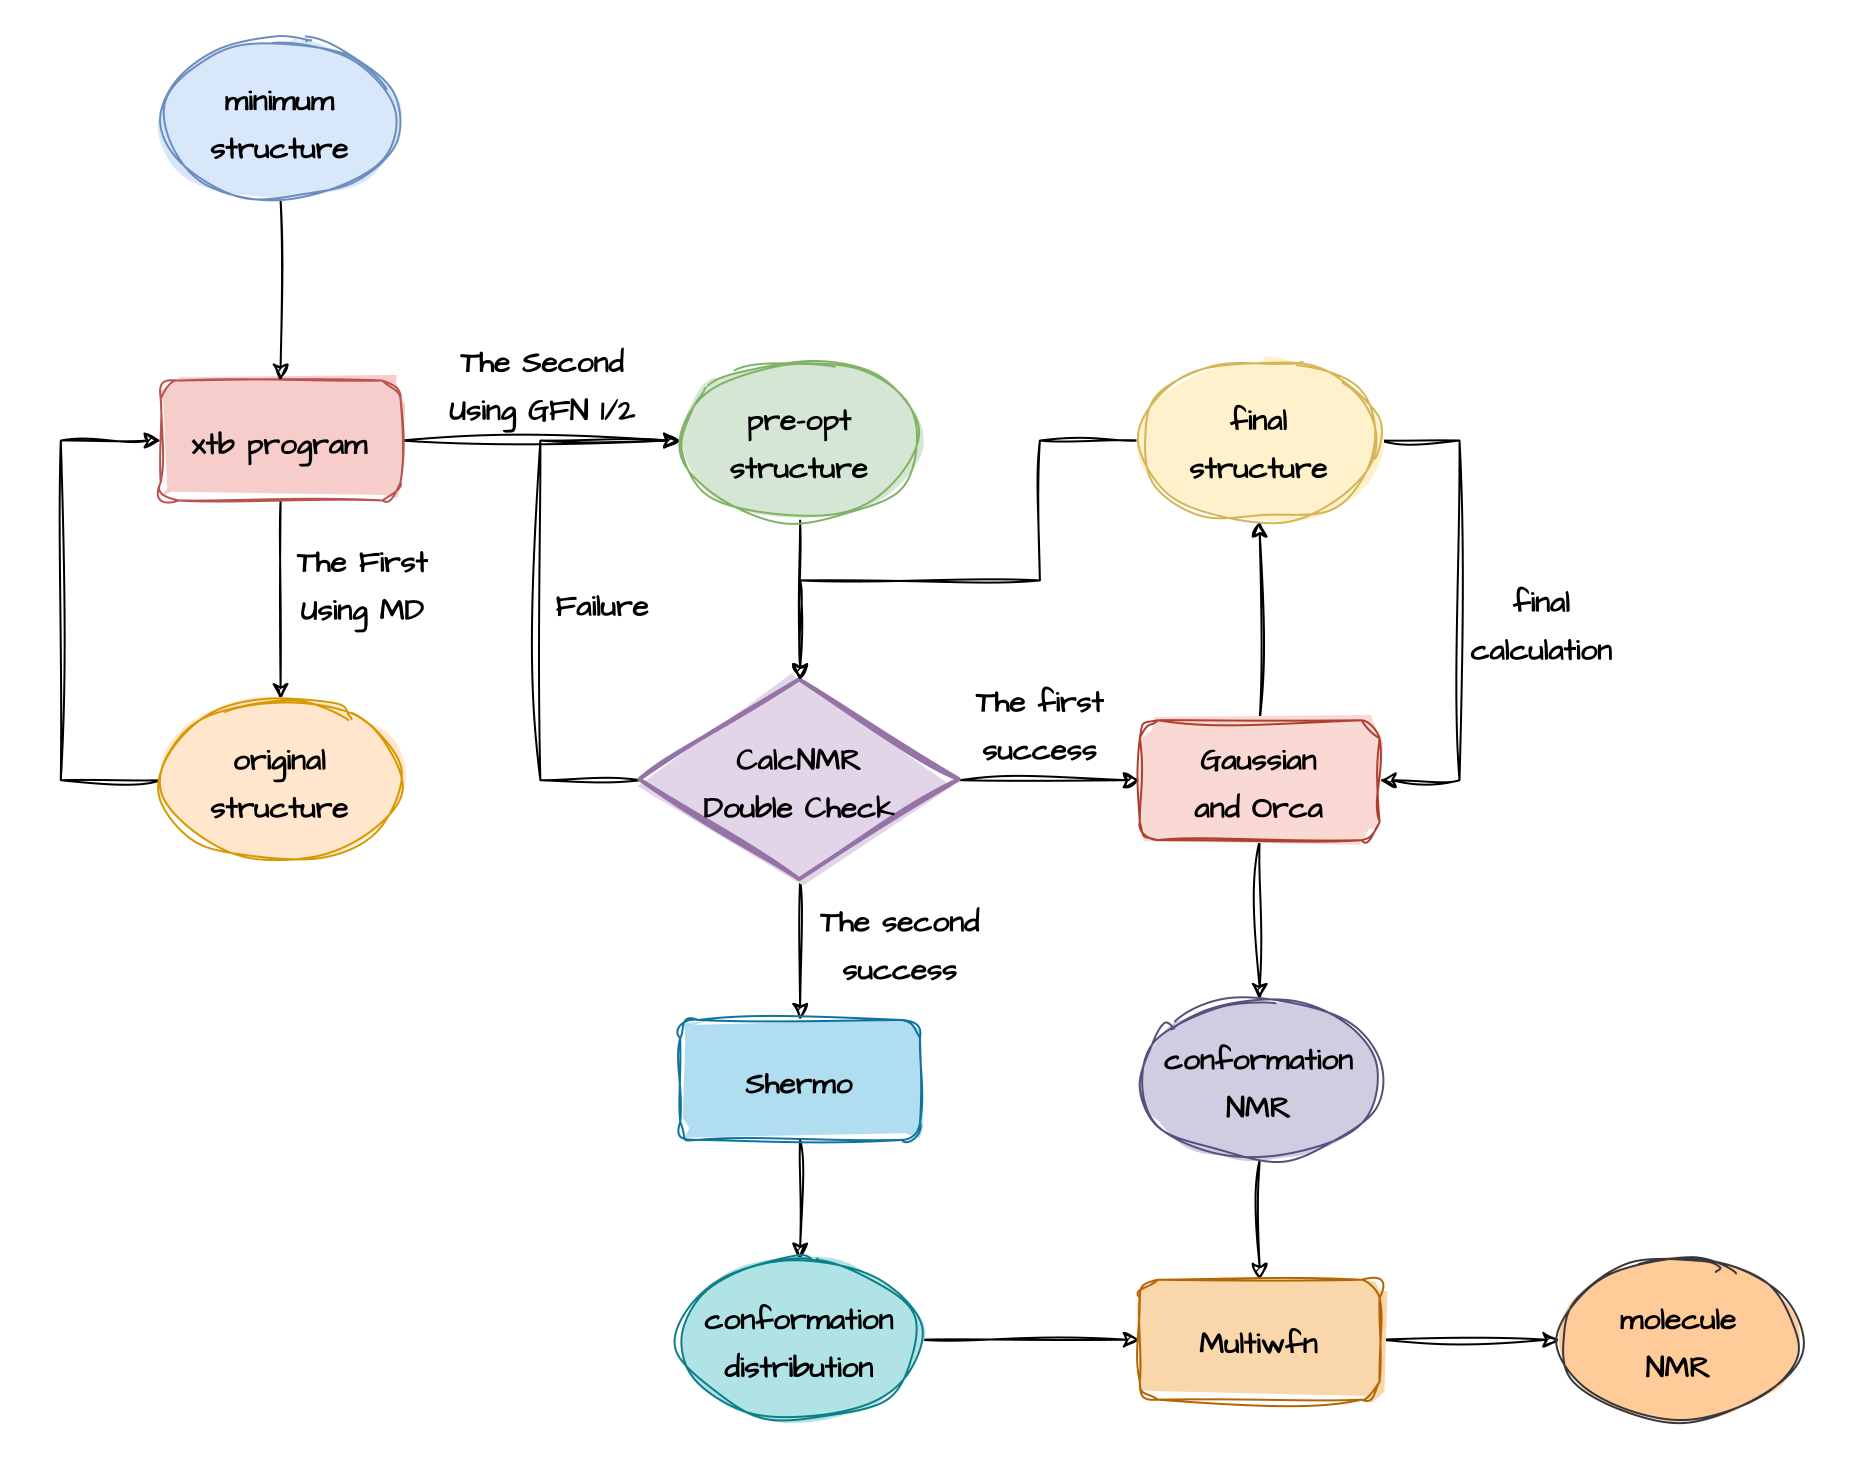 minimum
structure
The Second
Using GFN 1/2
xtb program
pre-opt
structure
final
structure
The First
Using MD
Failure
final
calculation
The first
success
original
structure
CalcNMR
Double Check
Gaussian
and Orca
The second
success
Shermo
conformation
NMR
conformation
distribution
Multiwfn
molecule
NMR